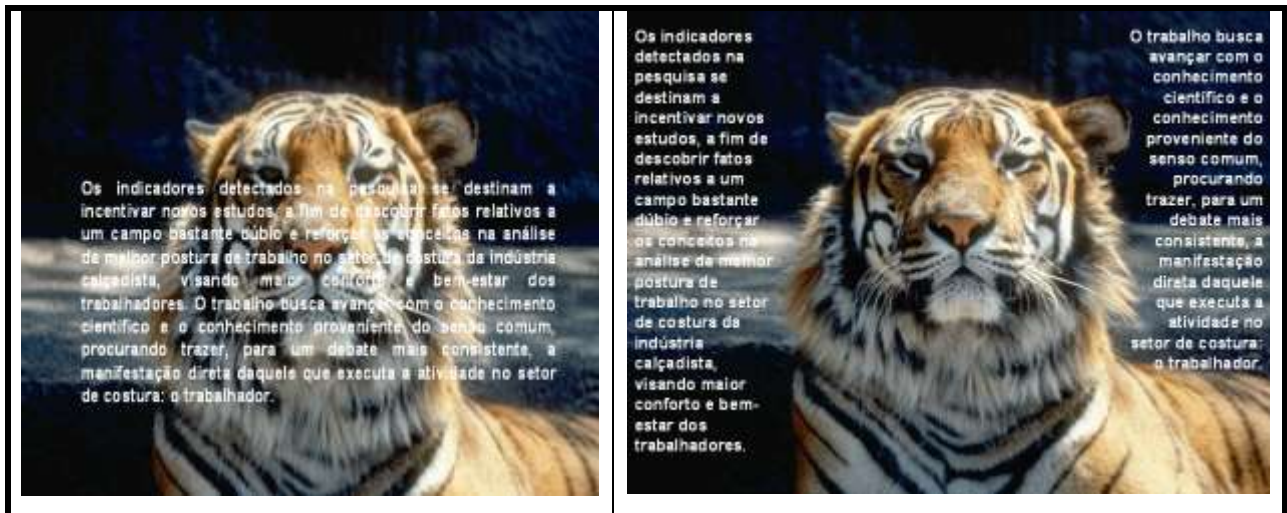 Os indicadores detectados na pesquisa se destinam a
incentivar novos estudos, a fim de descobrir fatos relativos a
um campo bastante dúbio e reforçar os conceitos na análise
de melhor postura de trabalho no setor de costura da indústria
calçadista, visando maior conforto e bem-estar dos
trabalhadores. O trabalho busca avançar com o conhecimento
científico e o conhecimento proveniente do senso comum,
procurando trazer, para um debate mais consistente, a
manifestação direta daquele que executa a atividade no setor
de costura: o trabalhador.
Os indicadores
detectados na
pesquisa se
destinam a
incentivar novos
estudos, a fim de
descobrir fatos
relativos a um
campo bastante
dúbio e reforçar
os conceitos na
análise da melhor
postura de
trabalho no setor
de costura da
indústria
calçadista,
visando maior
conforto e bem-
estar dos
trabalhadores.
O trabalho busca
avançar com o
conhecimento
científico e o
conhecimento
proveniente do
senso comum,
procurando
trazer, para um
debate mais
consistente, a
manifestação
direta daquele
que executa a
atividade no
setor de costura:
o trabalhador.